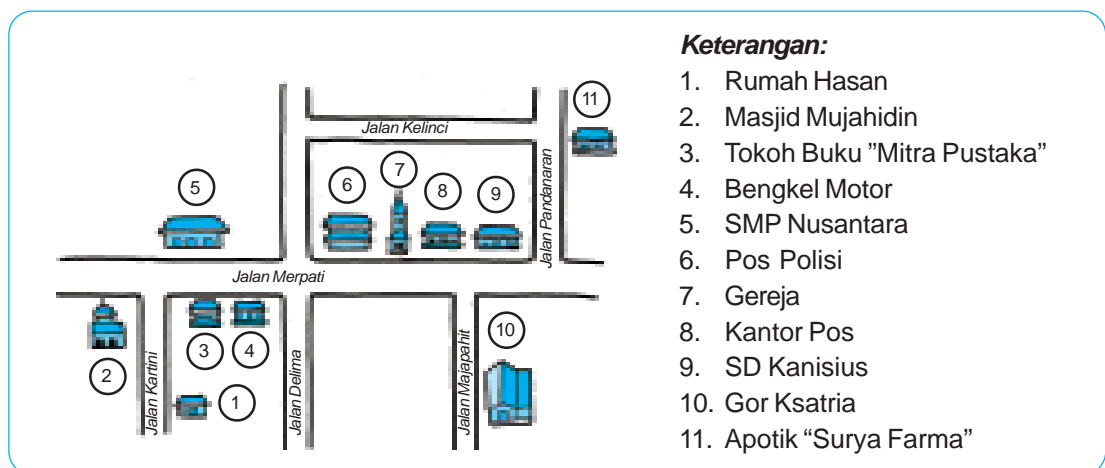 Keterangan:
1. Rumah Hasan
2. Masjid Mujahidin
3. Tokoh Buku ”Mitra Pustaka”
4. Bengkel Motor
5. SMP Nusantara
6. Pos Polisi
7. Gereja
8. Kantor Pos
9. SD Kanisius
10. Gor Ksatria
11. Apotik “Surya Farma”
11
Jalan Kelinci
7
6
8
9
5
Jalan Pandanaran
Jalan Merpati
10
3
4
2
1
Jalan Kartini
Jalan Delima
Jalan Majapahit